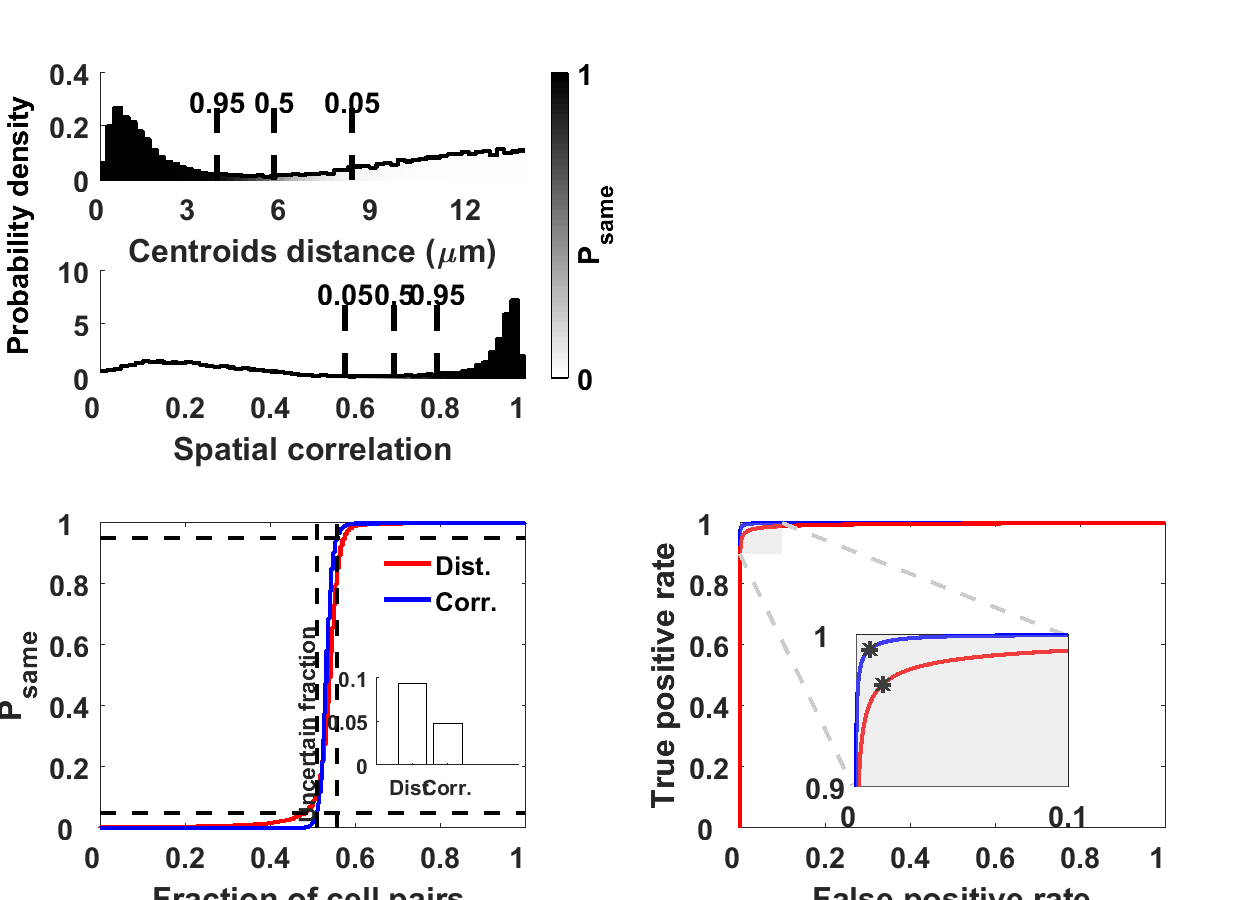 0.4
0.2
0
0.95 0.5 0.05
0 3 6 9 12
Centroids distance (μm)
Probability density
10
5
0
0.05 0.5 0.95
0 0.2 0.4 0.6 0.8 1
Spatial correlation
1
0
P same
1
0.8
0.6
0.4
0.2
0
P same
Dist.
Corr.
Uncertain fraction
0.1
0.05
0
Dist. Corr.
0 0.2 0.4 0.6 0.8 1
Fraction of cell pairs
1
0.8
0.6
0.4
0.2
0
True positive rate
1
0.9
0 0.1
0 0.2 0.4 0.6 0.8 1
False positive rate